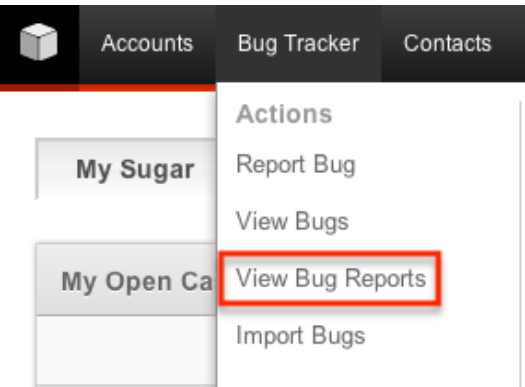 Accounts Bug Tracker Contacts
Actions
Report Bug
My Sugar
View Bugs
View Bug Reports
My Open Ca
Import Bugs